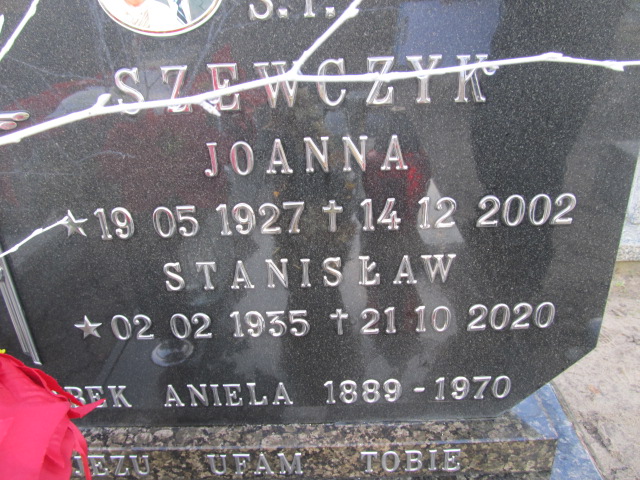 Ś.P.
SZEWCZYK
JOANNA
★ 19 05 1927 ✝ 14 12 2002
STANISŁAW
★ 02 02 1935 ✝ 21 10 2020
ANIELA 1889 - 1970
JEZU UFAM TOBIE